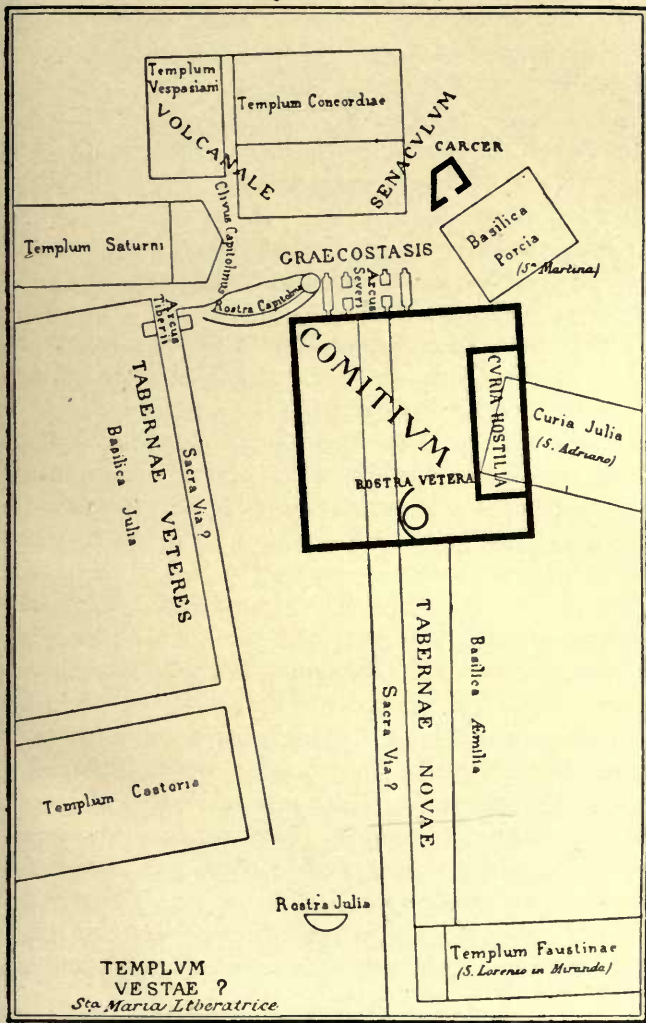 Templum
Vespasiani
VOLCANALE
Templum Concordiae
SENACVLVM
CARCER
Basilica
Porcia
(Sa Martina)
Templum Saturni
Clivus Capitolinus
GRAECOSTASIS
Arcus
Severi
Rostra Capitolina
Arcus
Tiberii
COMITIVM
CVRIA HOSTILIA
Curia Julia
(S. Adriano)
ROSTRA VETERA
TABERNAE VETERES
Sacra Via ?
Basilica Julia
TABERNAE NOVAE
Sacra Via ?
Basilica Æmilia
Templum Castoris
Rostra Julia
TEMPLVM
VESTAE ?
Sta Maria Liberatrice
Templum Faustinae
(S. Lorenzo in Miranda)